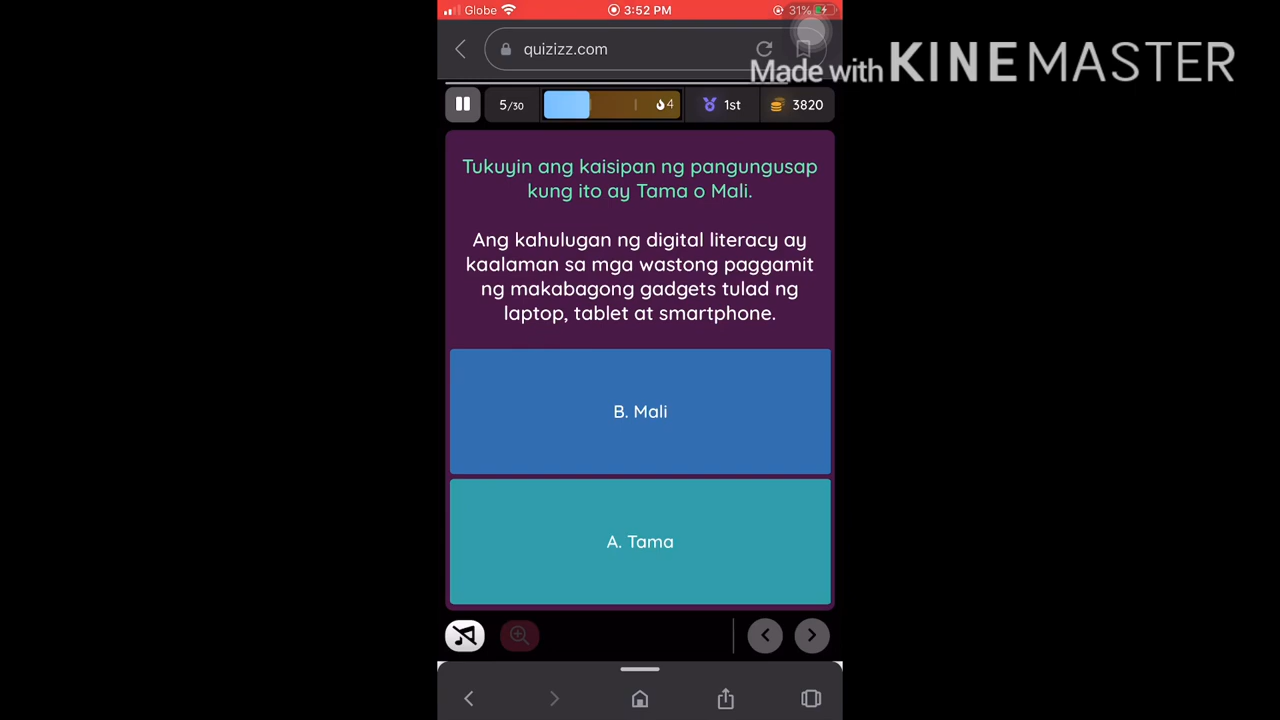 Globe 3:52 PM 31%
quizizz.com
Made with KINEMASTER
5/30 4 1st 3820
Tukuyin ang kaisipan ng pangungusap
kung ito ay Tama o Mali.
Ang kahulugan ng digital literacy ay
kaalaman sa mga wastong paggamit
ng makabagong gadgets tulad ng
laptop, tablet at smartphone.
B. Mali
A. Tama